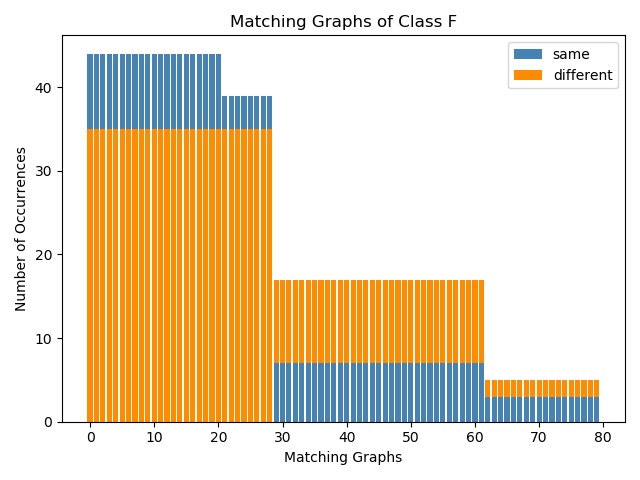 Matching Graphs of Class F
same
different
Number of Occurrences
40
30
20
10
0
0 10 20 30 40 50 60 70 80
Matching Graphs